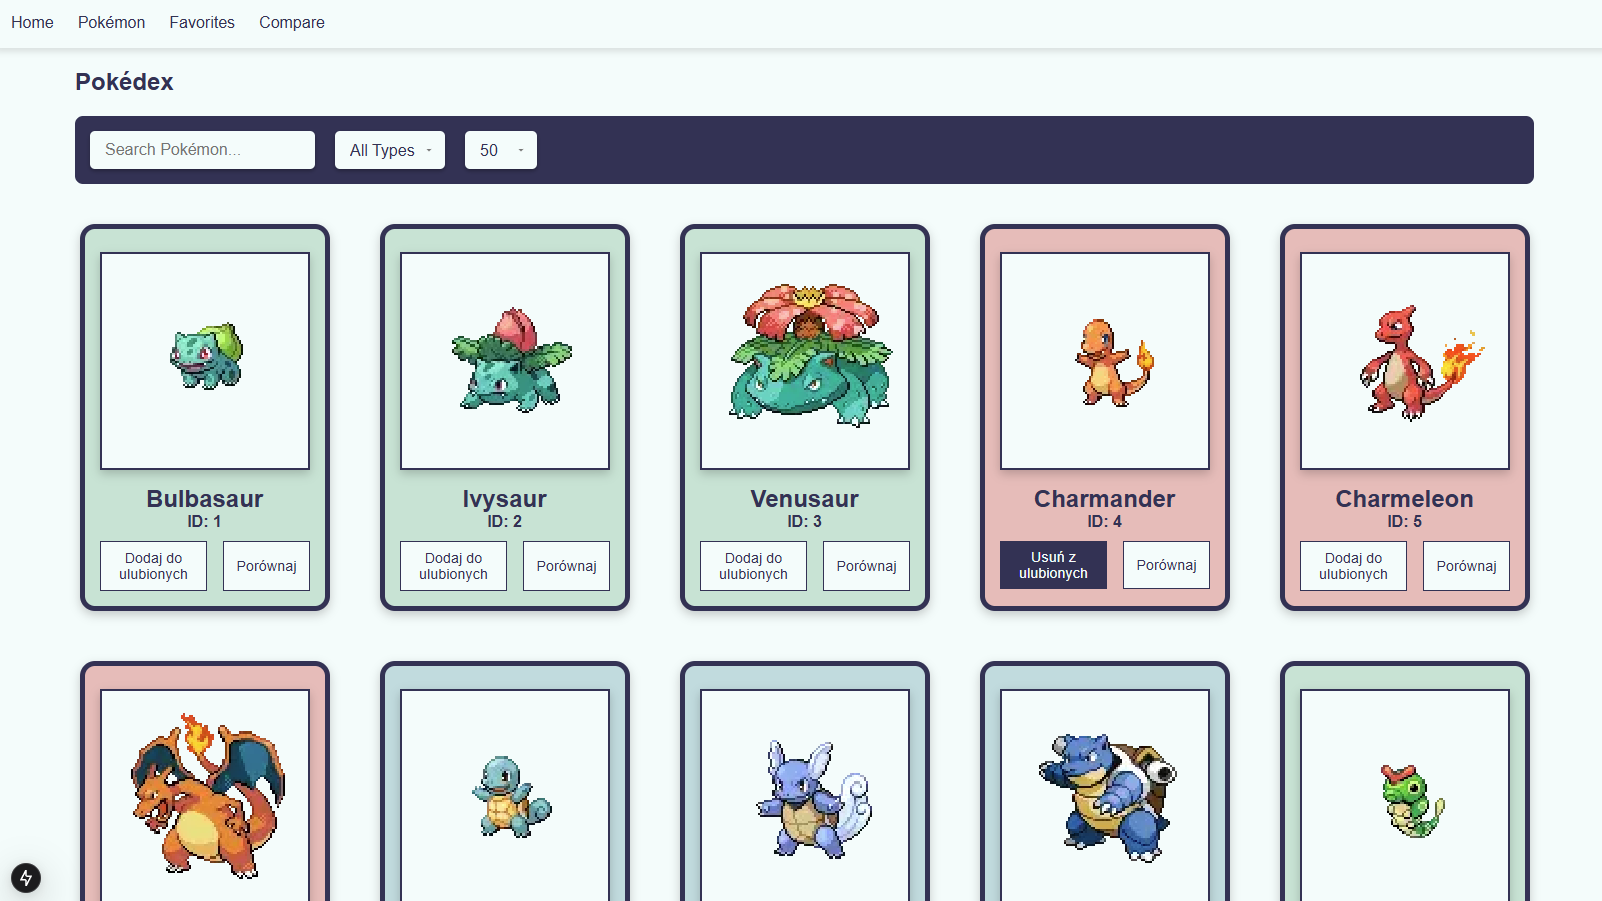 Home Pokémon Favorites Compare
Pokédex
Search Pokémon... All Types 50
Bulbasaur
ID: 1
Dodaj do
ulubionych
Porównaj
Ivysaur
ID: 2
Dodaj do
ulubionych
Porównaj
Venusaur
ID: 3
Dodaj do
ulubionych
Porównaj
Charmander
ID: 4
Usuń z
ulubionych
Porównaj
Charmeleon
ID: 5
Dodaj do
ulubionych
Porównaj